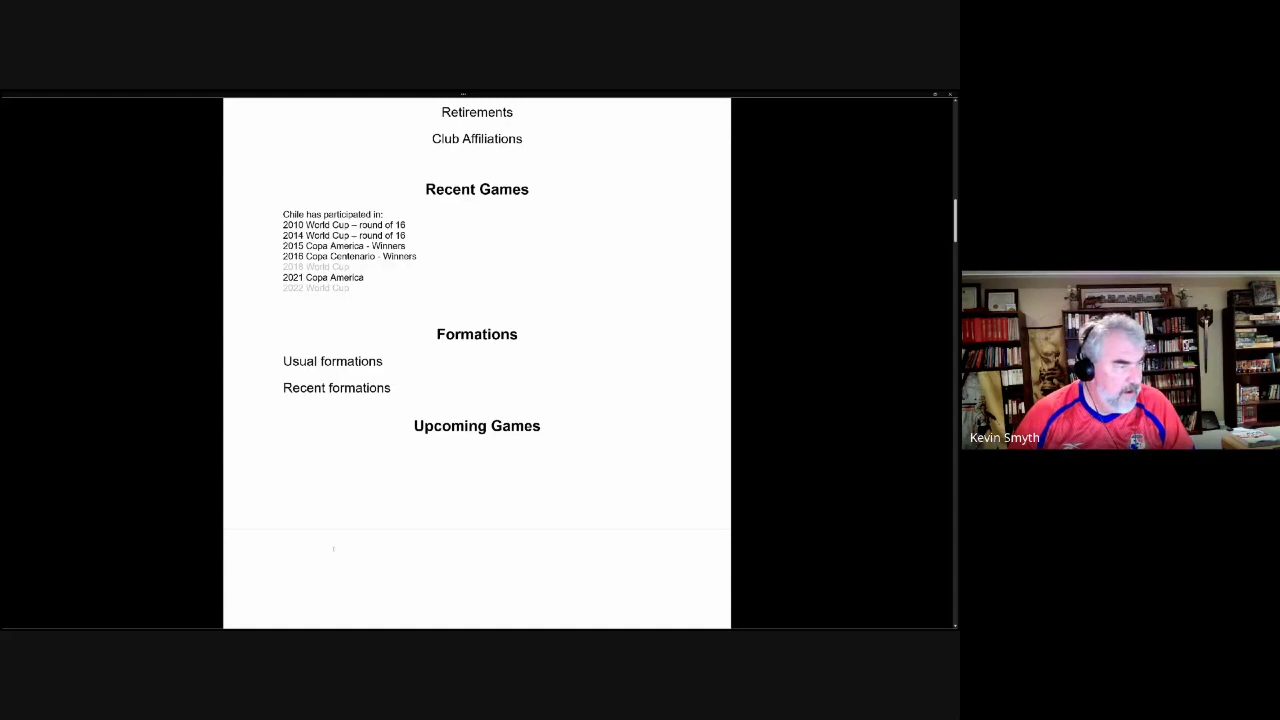 Retirements
Club Affiliations
Recent Games
Chile has participated in:
2010 World Cup – round of 16
2014 World Cup – round of 16
2015 Copa America - Winners
2016 Copa Centenario - Winners
2018 World Cup
2021 Copa America
2022 World Cup
Formations
Usual formations
Recent formations
Upcoming Games
Kevin Smyth